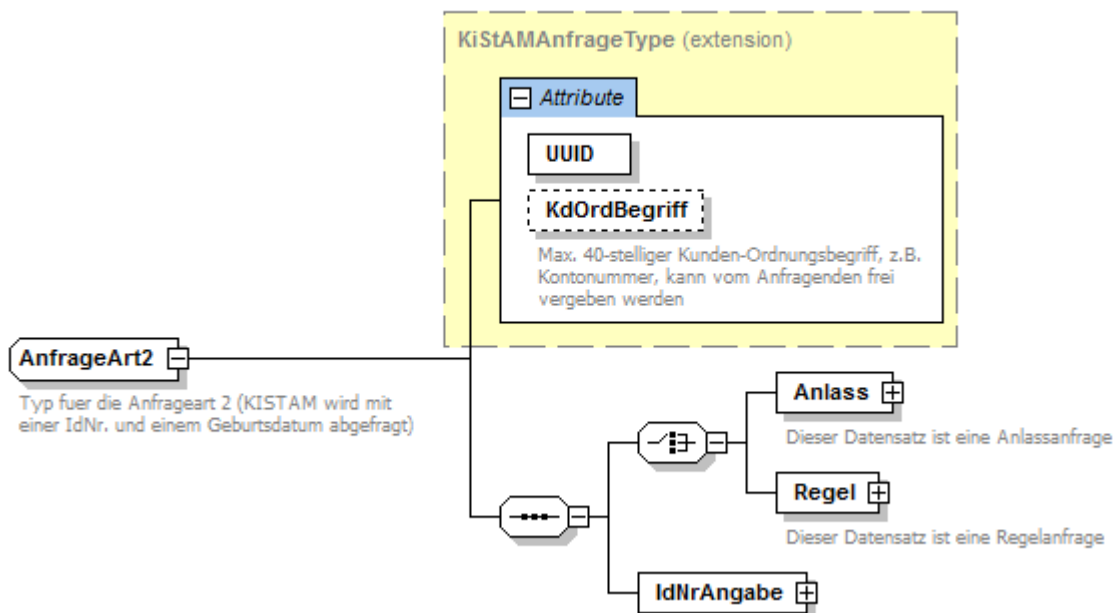 KiStAMAnfrageType (extension)
Attribute
UUID
KdOrdBegriff
Max. 40-stelliger Kunden-Ordnungsbegriff, z.B.
Kontonummer, kann vom Anfragenden frei
vergeben werden
AnfrageArt2
Typ fuer die Anfrageart 2 (KISTAM wird mit
einer IdNr. und einem Geburtsdatum abgefragt)
Anlass
Dieser Datensatz ist eine Anlassanfrage
Regel
Dieser Datensatz ist eine Regelanfrage
IdNrAngabe